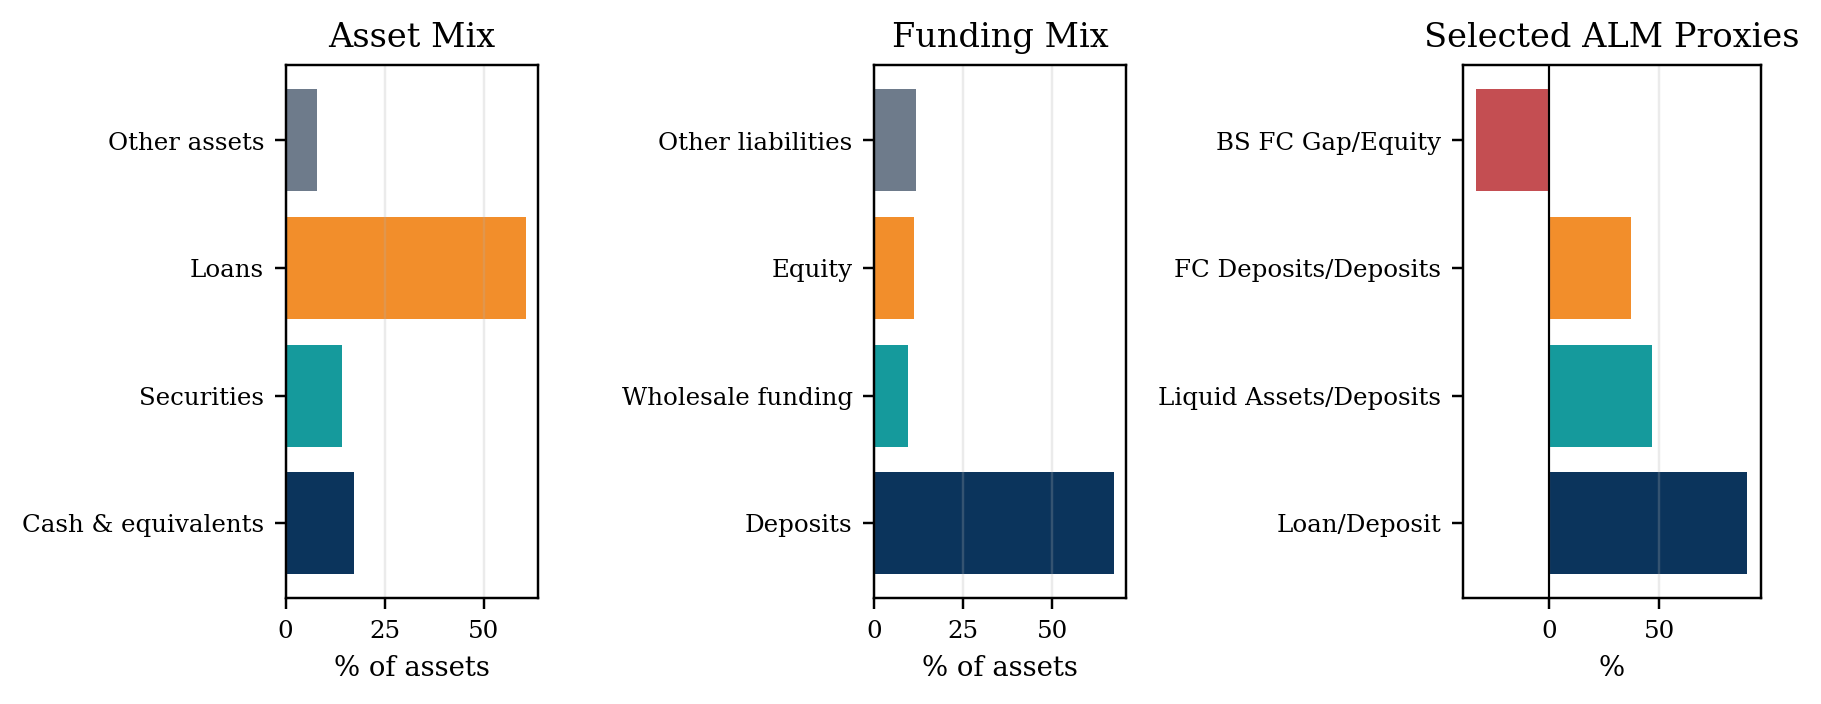 Asset Mix
Other assets
Loans
Securities
Cash & equivalents
0 25 50
% of assets
Funding Mix
Other liabilities
Equity
Wholesale funding
Deposits
0 25 50
% of assets
Selected ALM Proxies
BS FC Gap/Equity
FC Deposits/Deposits
Liquid Assets/Deposits
Loan/Deposit
0 50
%